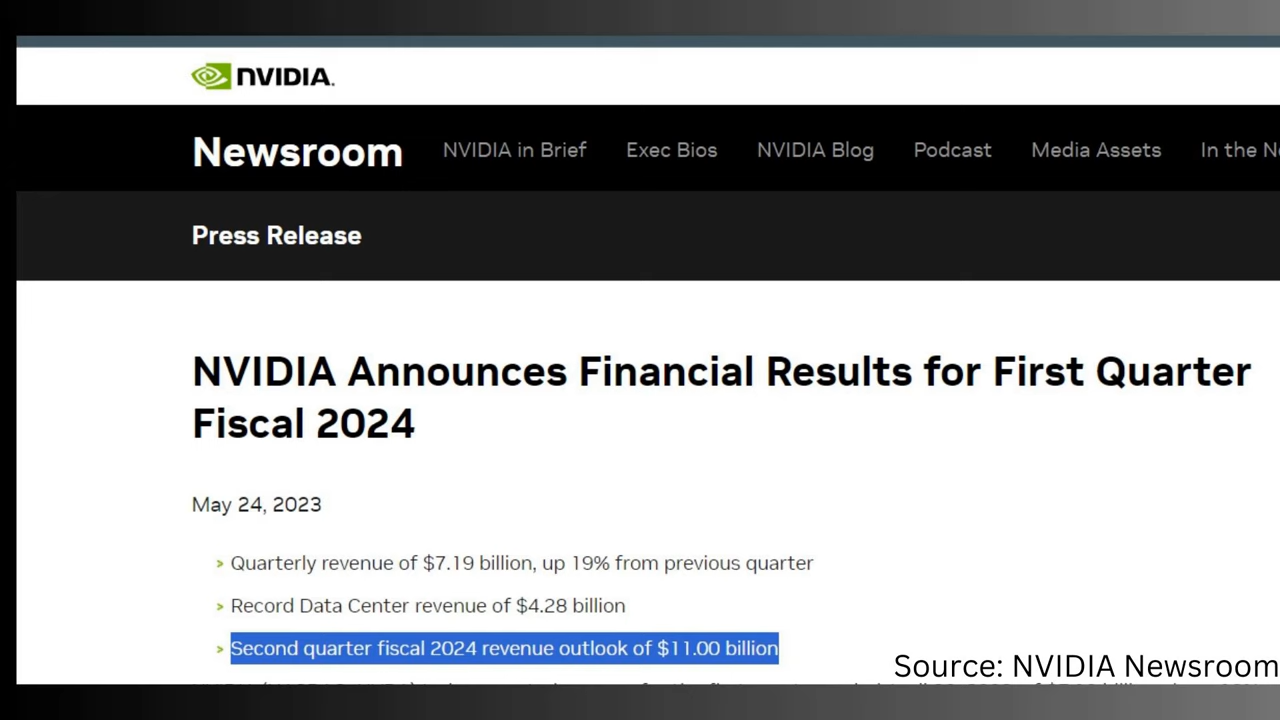 NVIDIA.
Newsroom NVIDIA in Brief Exec Bios NVIDIA Blog Podcast Media Assets In the
Press Release
NVIDIA Announces Financial Results for First Quarter
Fiscal 2024
May 24, 2023
> Quarterly revenue of $7.19 billion, up 19% from previous quarter
> Record Data Center revenue of $4.28 billion
> Second quarter fiscal 2024 revenue outlook of $11.00 billion
Source: NVIDIA Newsroom